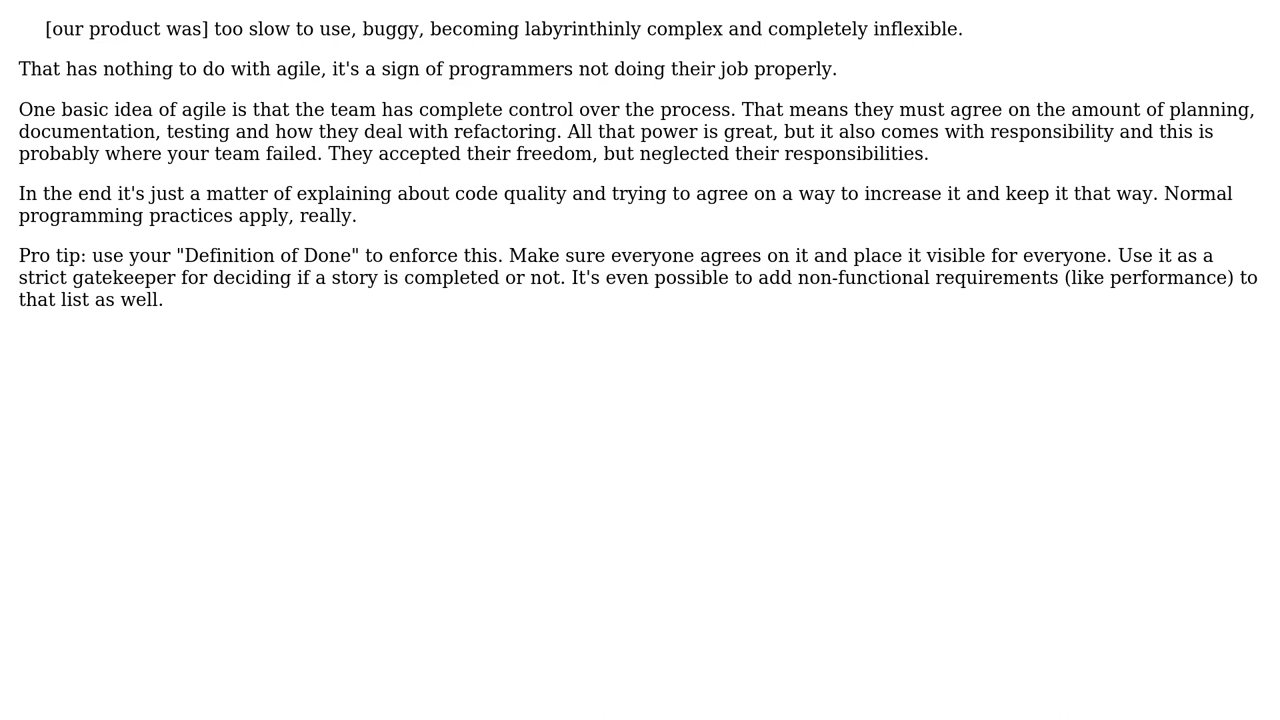 [our product was] too slow to use, buggy, becoming labyrinthinly complex and completely inflexible.
That has nothing to do with agile, it's a sign of programmers not doing their job properly.
One basic idea of agile is that the team has complete control over the process. That means they must agree on the amount of planning,
documentation, testing and how they deal with refactoring. All that power is great, but it also comes with responsibility and this is
probably where your team failed. They accepted their freedom, but neglected their responsibilities.
In the end it's just a matter of explaining about code quality and trying to agree on a way to increase it and keep it that way. Normal
programming practices apply, really.
Pro tip: use your "Definition of Done" to enforce this. Make sure everyone agrees on it and place it visible for everyone. Use it as a
strict gatekeeper for deciding if a story is completed or not. It's even possible to add non-functional requirements (like performance) to
that list as well.